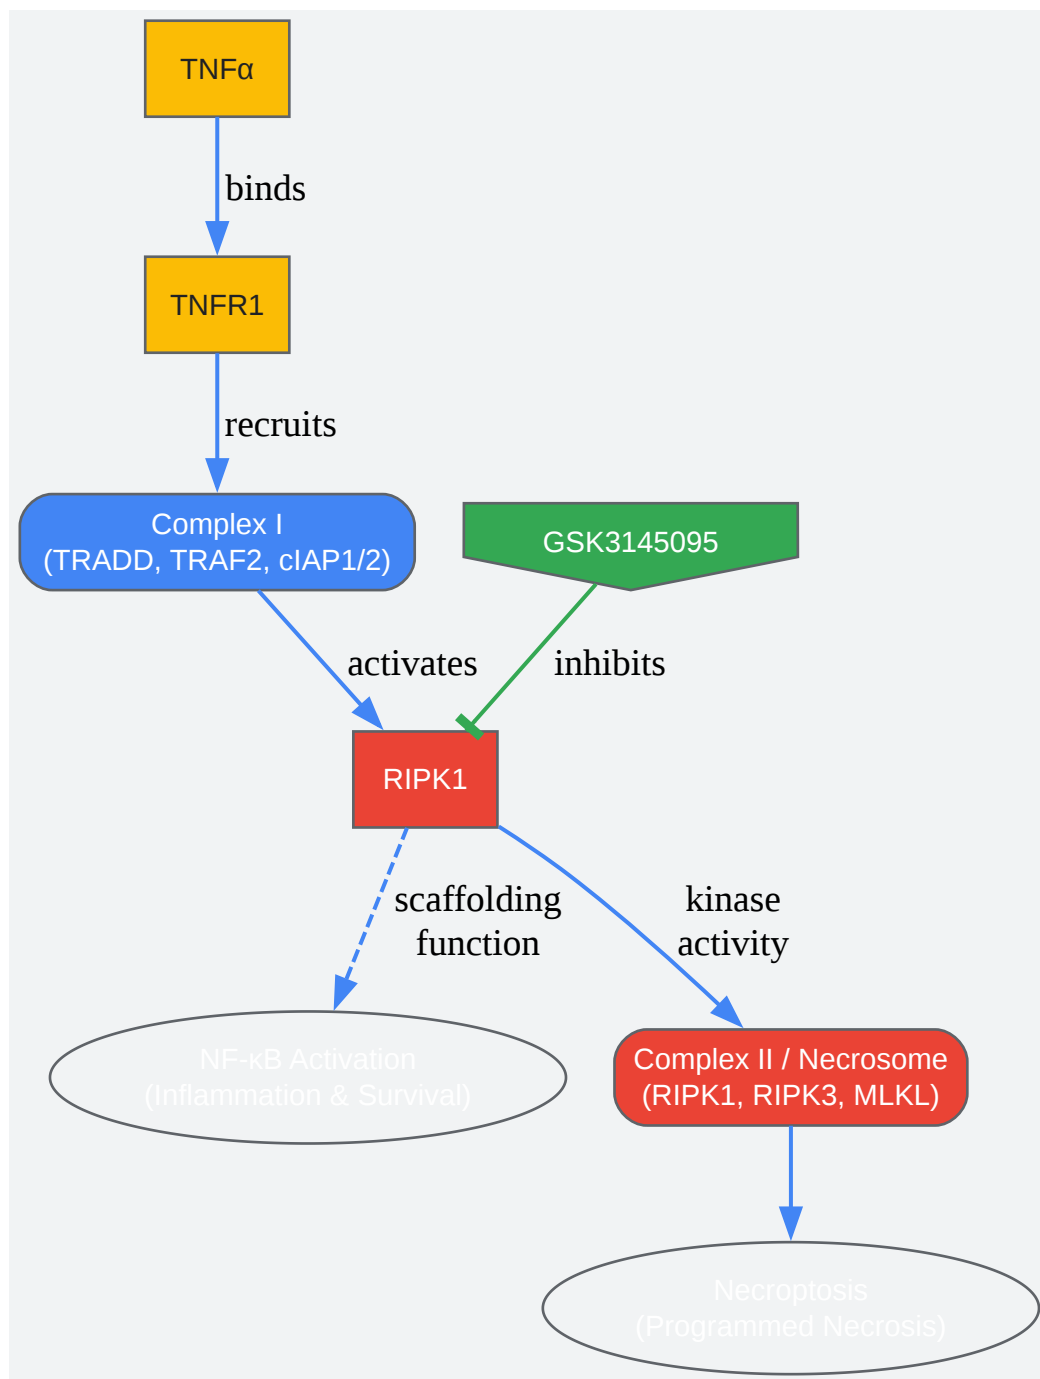 TNFα
binds
TNFR1
recruits
Complex I
(TRADD, TRAF2, cIAP1/2)
GSK3145095
activates
inhibits
RIPK1
scaffolding
function
kinase
activity
NF-κB Activation
(Inflammation & Survival)
Complex II / Necrosome
(RIPK1, RIPK3, MLKL)
Necroptosis
(Programmed Necrosis)